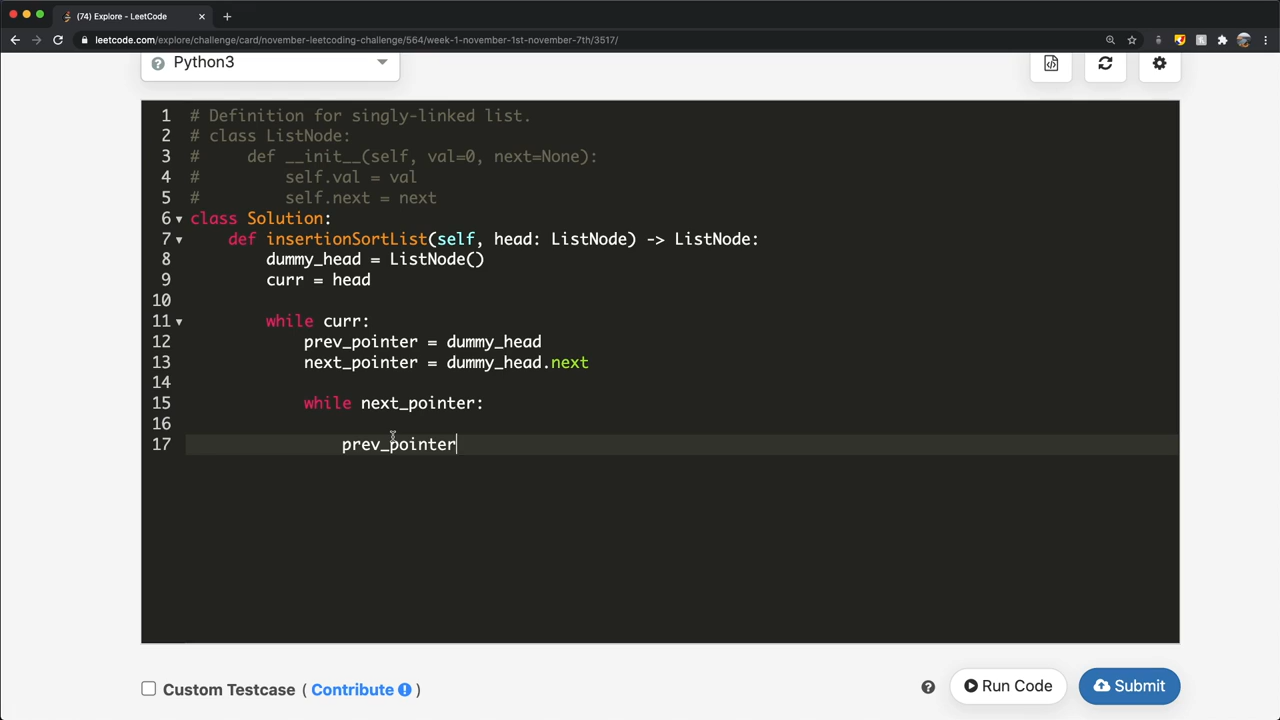 (74) Explore - LeetCode
leetcode.com/explore/challenge/card/november-leetcoding-challenge/564/week-1-november-1st-november-7th/3517/
Python3
1 # Definition for singly-linked list.
2 # class ListNode:
3 #     def __init__(self, val=0, next=None):
4 #         self.val = val
5 #         self.next = next
6 class Solution:
7     def insertionSortList(self, head: ListNode) -> ListNode:
8         dummy_head = ListNode()
9         curr = head
10
11         while curr:
12             prev_pointer = dummy_head
13             next_pointer = dummy_head.next
14
15             while next_pointer:
16
17                 prev_pointer
Custom Testcase ( Contribute )
Run Code
Submit